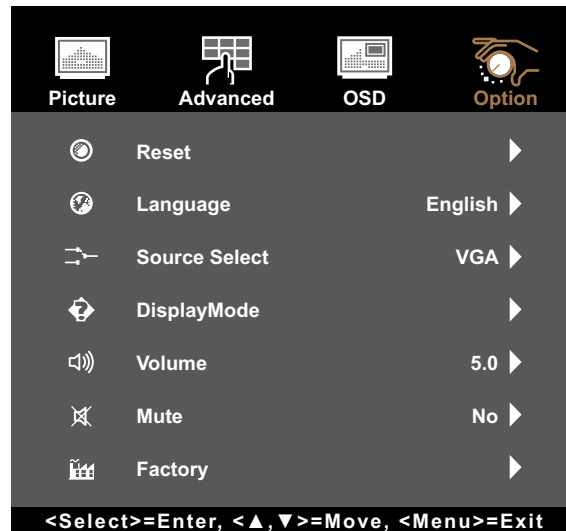 Picture Advanced OSD Option
Reset
Language English
Source Select VGA
DisplayMode
Volume 5.0
Mute No
Factory
<Select>=Enter, <▲,▼>=Move, <Menu>=Exit